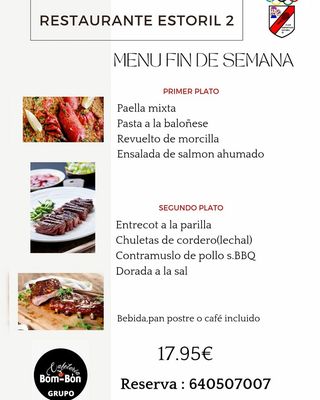 RESTAURANTE ESTORIL 2
MENU FIN DE SEMANA
PRIMER PLATO
Paella mixta
Pasta a la baloñese
Revuelto de morcilla
Ensalada de salmon ahumado
SEGUNDO PLATO
Entrecot a la parilla
Chuletas de cordero(lechal)
Contramuslo de pollo s.BBQ
Dorada a la sal
Bebida,pan postre o café incluido
17.95€
Reserva : 640507007
Cafetería
Bom-Bón
GRUPO